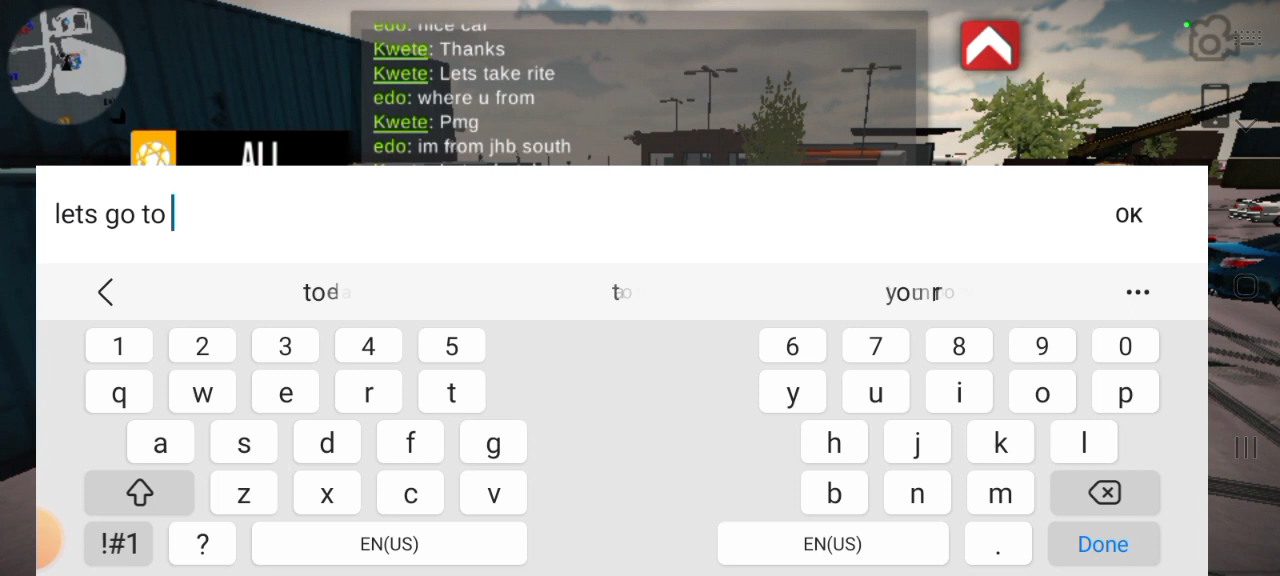 edo: nice car
Kwete: Thanks
Kwete: Lets take rite
edo: where u from
Kwete: Pmg
edo: im from jhb south
ALL
lets go to
OK
1 2 3 4 5 6 7 8 9 0
q w e r t y u i o p
a s d f g h j k l
z x c v b n m
!#1 ? EN(US) EN(US) . Done